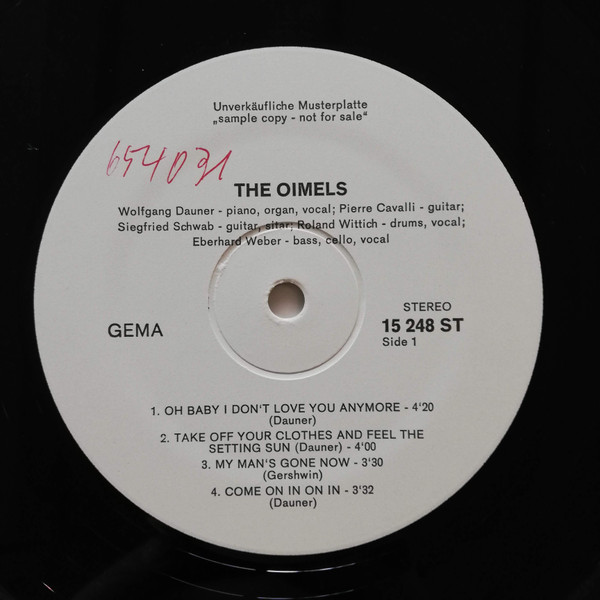 Unverkäufliche Musterplatte
„sample copy - not for sale“
654031
THE OIMELS
Wolfgang Dauner - piano, organ, vocal; Pierre Cavalli - guitar;
Siegfried Schwab - guitar, sitar; Roland Wittich - drums, vocal;
Eberhard Weber - bass, cello, vocal
GEMA
STEREO
15 248 ST
Side 1
1. OH BABY I DON'T LOVE YOU ANYMORE - 4'20
(Dauner)
2. TAKE OFF YOUR CLOTHES AND FEEL THE
SETTING SUN (Dauner) - 4'00
3. MY MAN'S GONE NOW - 3'30
(Gershwin)
4. COME ON IN ON IN - 3'32
(Dauner)